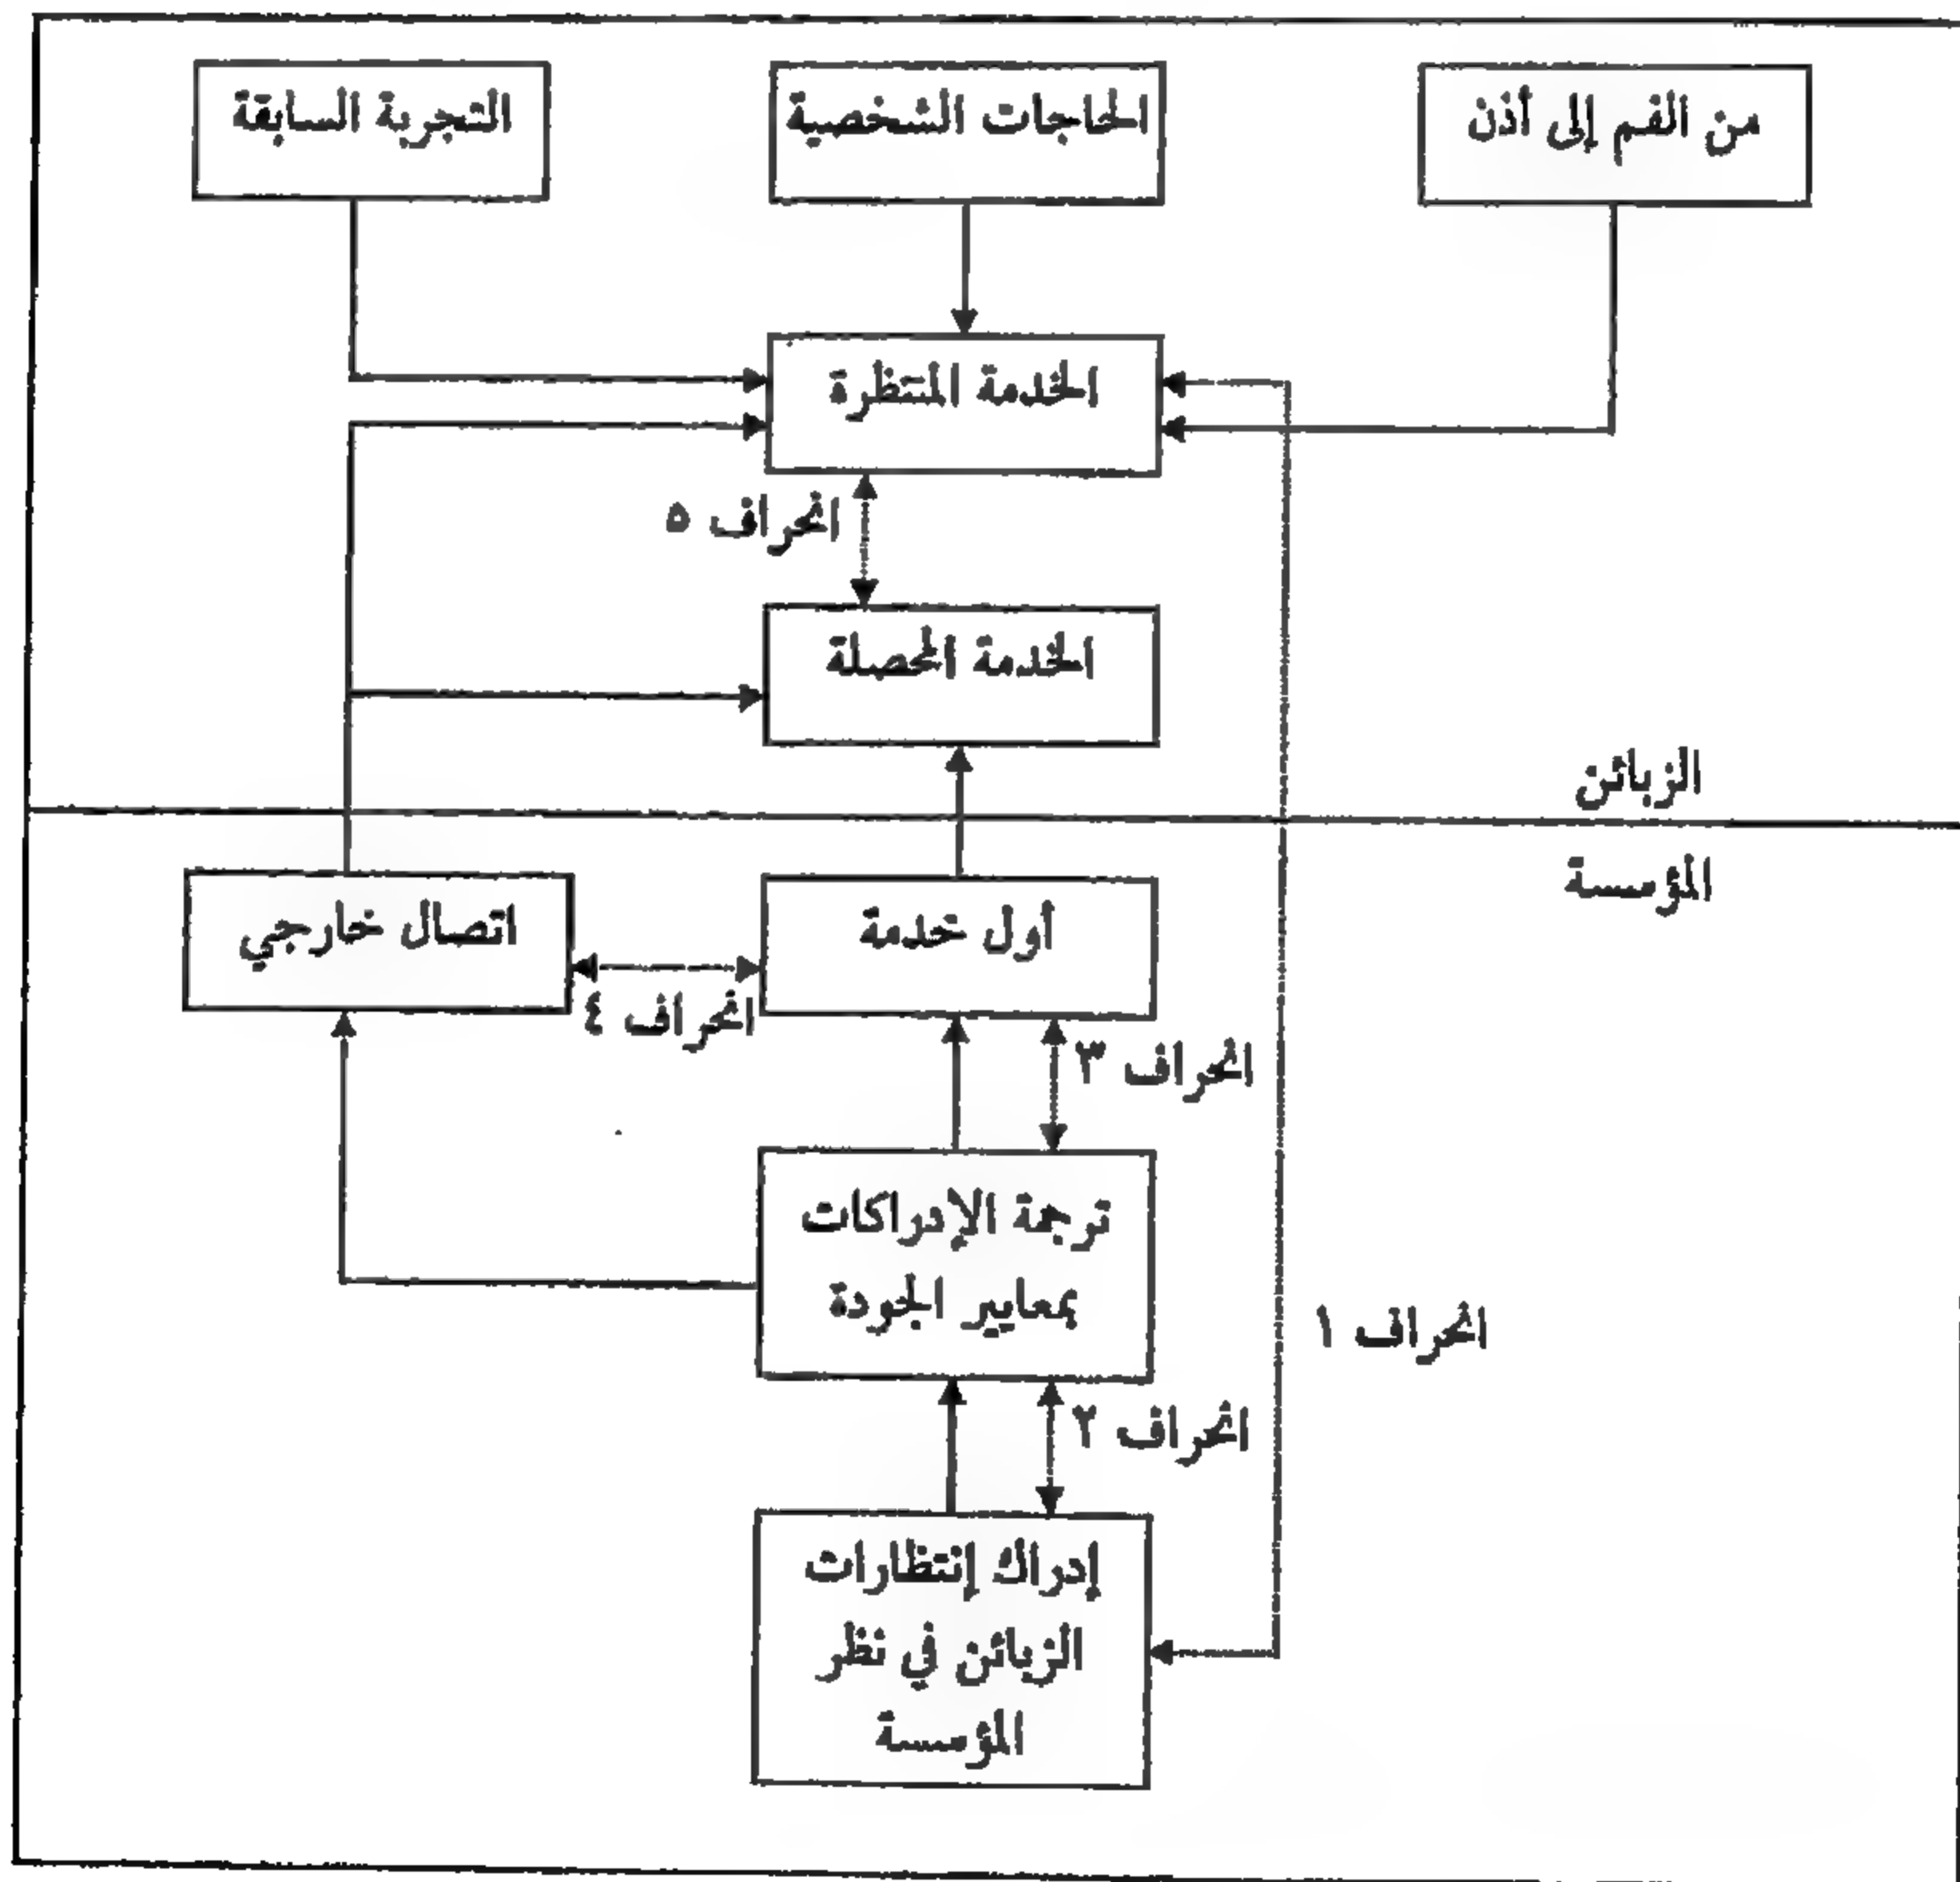 من الفم إلى أذن
الحاجات الشخصية
التجربة السابقة
الخدمة المنتظرة
انحراف ٥
الخدمة المحصلة
الزبائن
المؤسسة
أول خدمة
اتصال خارجي
انحراف ٤
انحراف ٣
ترجمة الإدراكات
بمعايير الجودة
انحراف ١
انحراف ٢
إدراك إنتظارات
الزبائن في نظر
المؤسسة